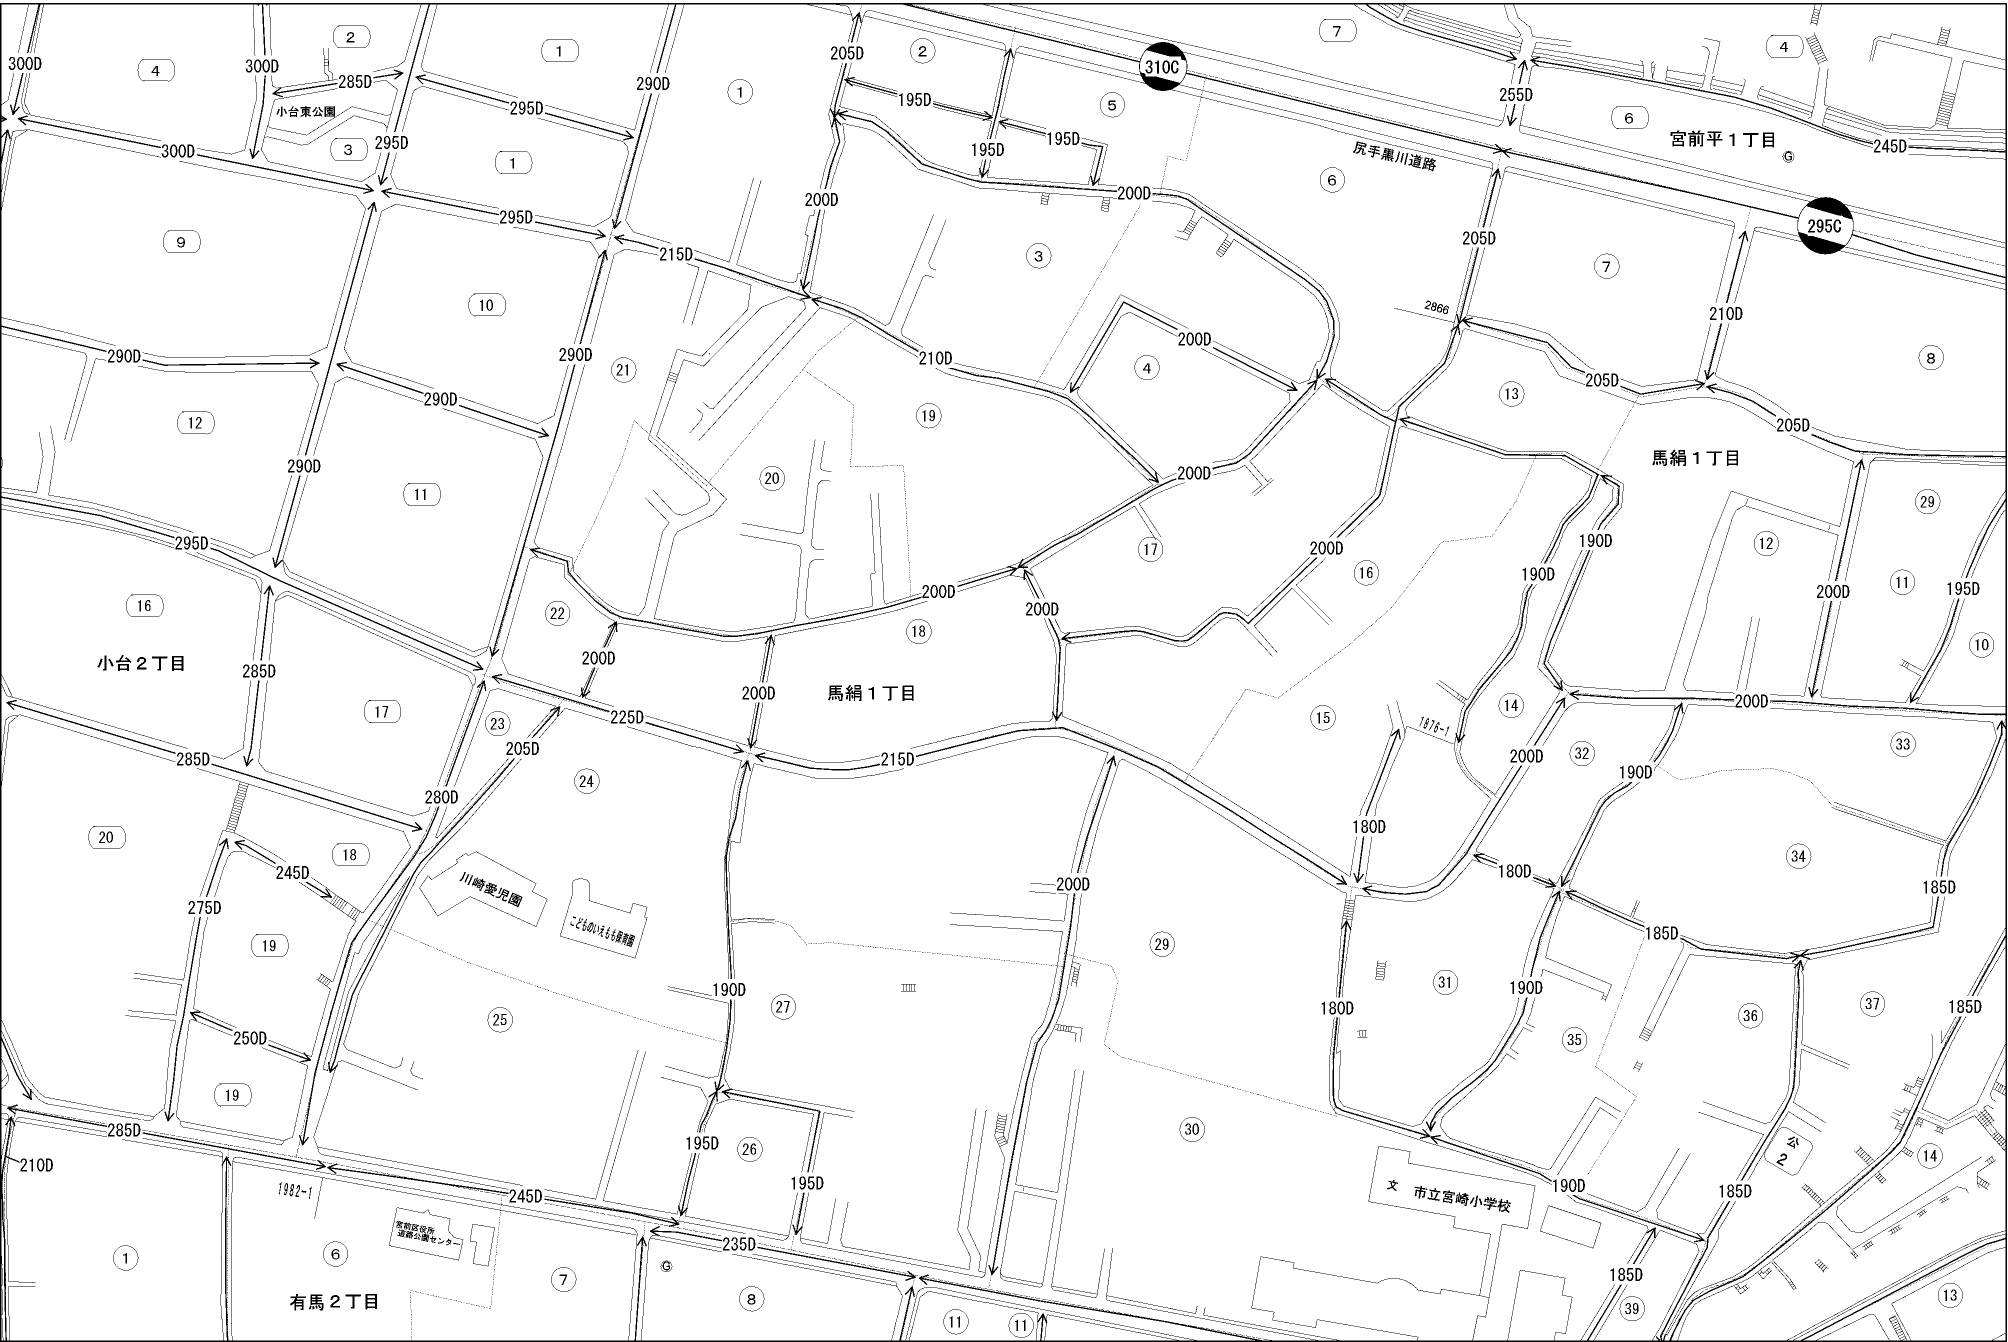 300D
4
300D
2
285D
小台東公園
3
295D
1
295D
1
290D
1
205D
2
195D
195D
5
195D
310C
7
255D
4
6
宮前平1丁目
G
245D
尻手黒川道路
6
295C
300D
295D
215D
200D
200D
3
205D
7
210D
8
9
10
290D
21
210D
200D
4
2866
13
205D
205D
290D
290D
12
290D
11
19
20
200D
馬絹1丁目
29
12
11
295D
17
200D
16
190D
190D
200D
195D
10
16
小台2丁目
285D
17
22
200D
200D
200D
18
200D
馬絹1丁目
225D
23
205D
24
215D
15
1876-1
14
200D
32
200D
33
190D
285D
280D
20
18
245D
275D
19
川崎愛児園
こどものいえもも保育園
200D
180D
180D
34
185D
185D
29
190D
27
25
250D
19
180D
31
190D
35
36
37
185D
285D
210D
195D
26
195D
30
公
2
14
190D
185D
文 市立宮崎小学校
1982-1
245D
宮前区役所
道路公園センター
235D
G
1
6
有馬2丁目
7
8
11
11
185D
39
13